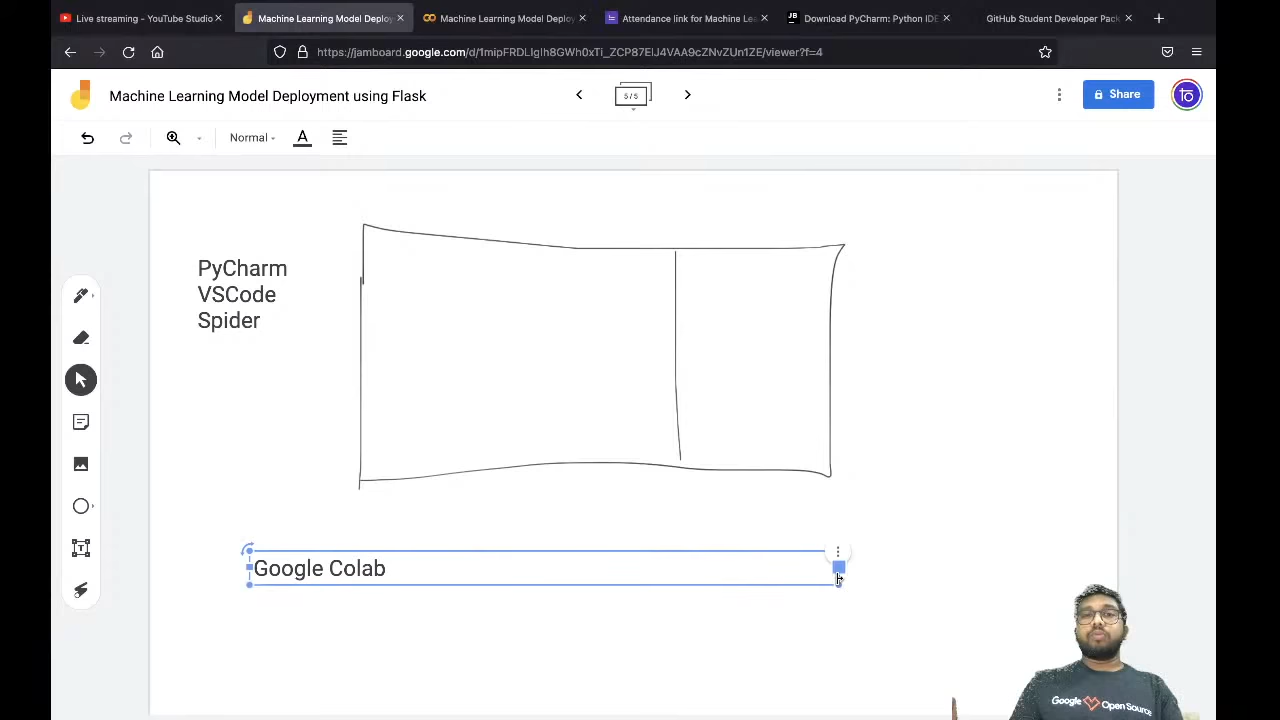 Live streaming - YouTube Studio
Machine Learning Model Deploy
Machine Learning Model Deploy
Attendance link for Machine Le
Download PyCharm: Python IDE
GitHub Student Developer Pac
https://jamboard.google.com/d/1mipFRDLIglh8GWh0xTi_ZCP87ElJ4VAA9cZNvZUn1ZE/viewer?f=4
Machine Learning Model Deployment using Flask
5 / 5
Share
Normal
A
PyCharm
VSCode
Spider
Google Colab
Google Open Source